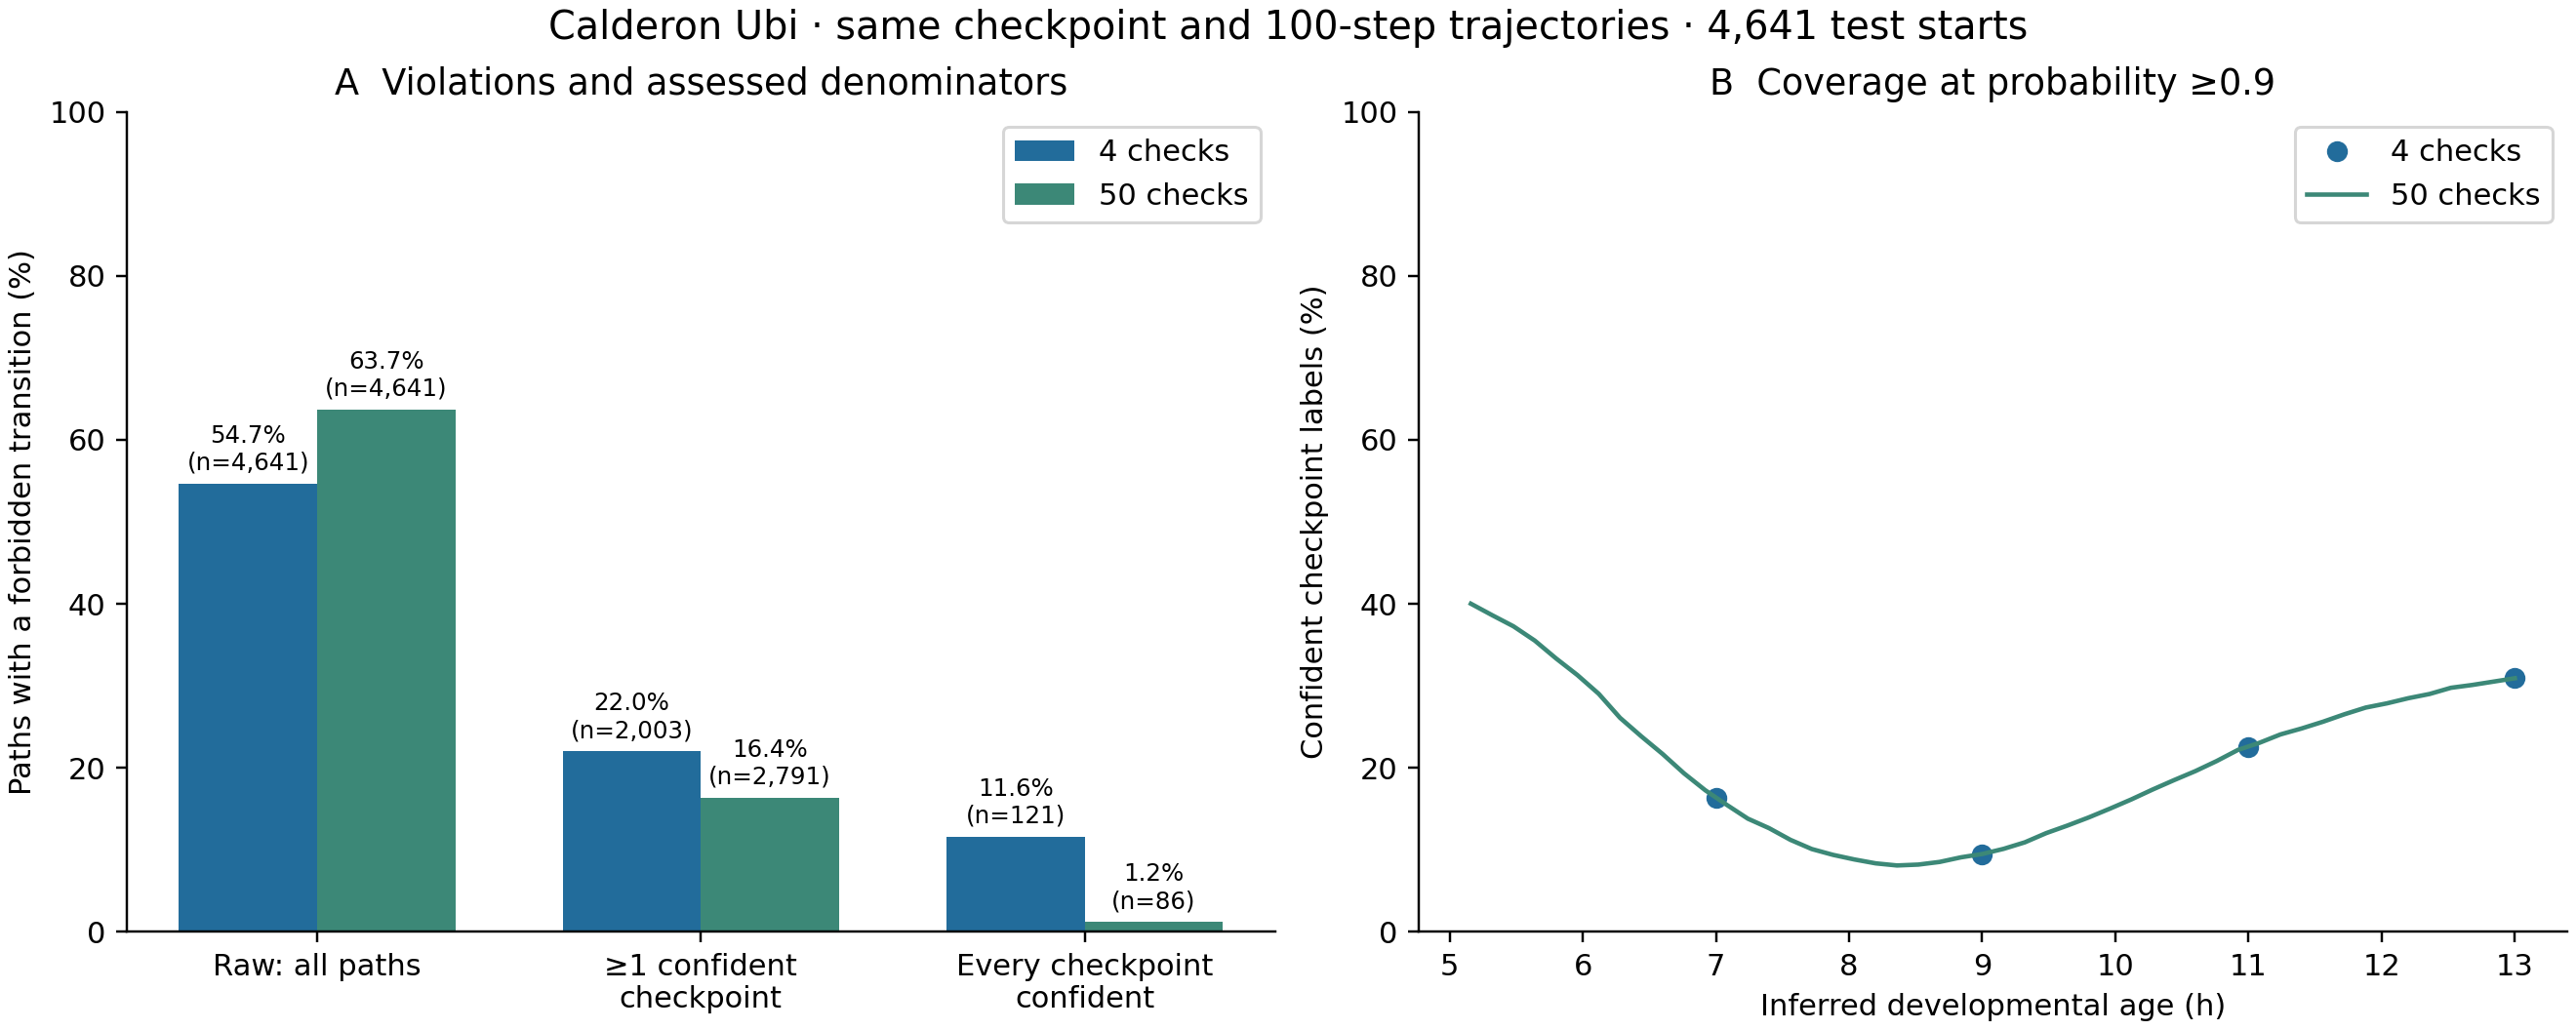 Calderon Ubi · same checkpoint and 100-step trajectories · 4,641 test starts
A  Violations and assessed denominators
Paths with a forbidden transition (%)
100
80
60
40
20
0
4 checks
50 checks
54.7%
(n=4,641)
63.7%
(n=4,641)
22.0%
(n=2,003)
16.4%
(n=2,791)
11.6%
(n=121)
1.2%
(n=86)
Raw: all paths
≥1 confident
checkpoint
Every checkpoint
confident
B  Coverage at probability ≥0.9
Confident checkpoint labels (%)
100
80
60
40
20
0
4 checks
50 checks
5 6 7 8 9 10 11 12 13
Inferred developmental age (h)